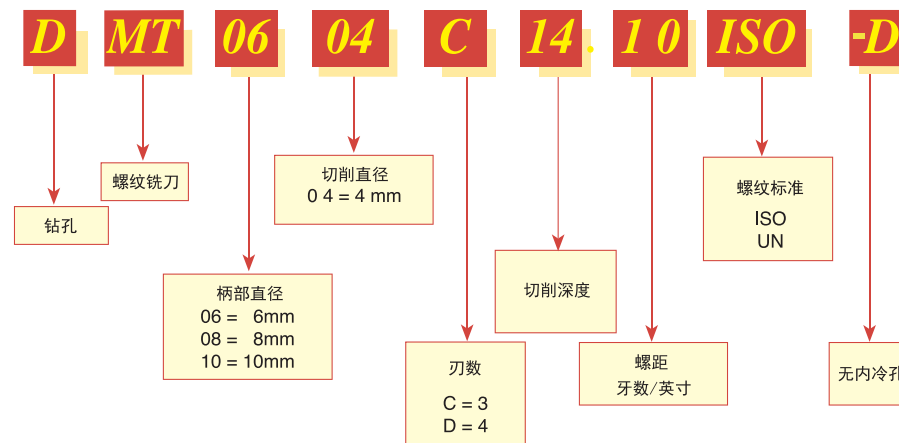 D MT 06 04 C 14. 1 0 ISO -D
钻孔
螺纹铣刀
柄部直径
06 = 6mm
08 = 8mm
10 = 10mm
切削直径
0 4 = 4 mm
刃数
C = 3
D = 4
切削深度
螺距
牙数/英寸
螺纹标准
ISO
UN
无内冷孔